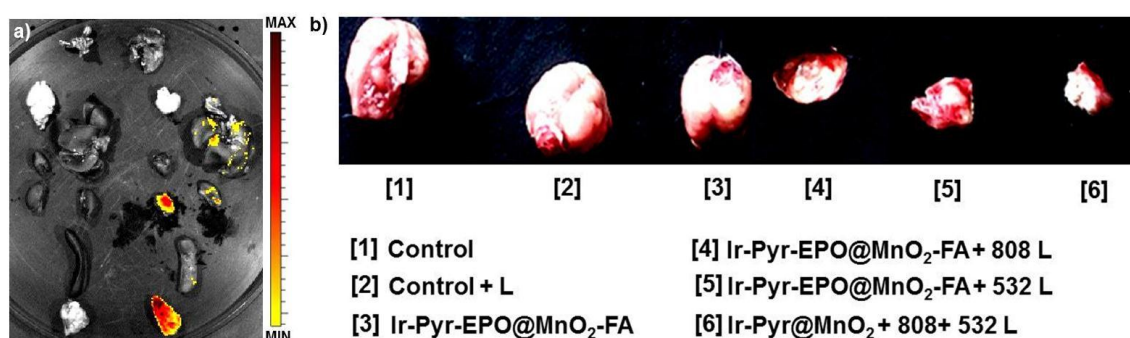 a)
MAX
MIN
b)
[1] [2] [3] [4] [5] [6]
[1] Control
[2] Control + L
[3] Ir-Pyr-EPO@MnO₂-FA
[4] Ir-Pyr-EPO@MnO₂-FA+ 808 L
[5] Ir-Pyr-EPO@MnO₂-FA+ 532 L
[6] Ir-Pyr@MnO₂ + 808+ 532 L